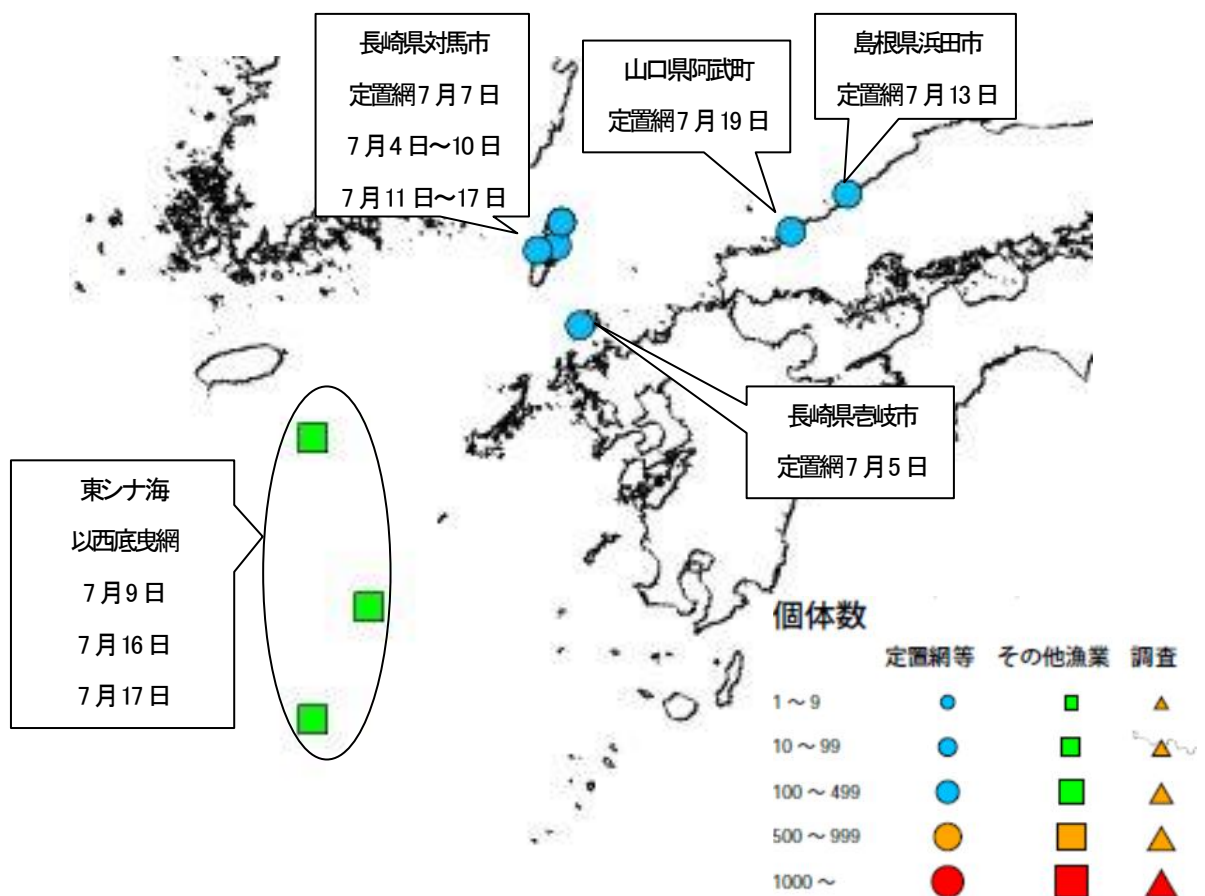 長崎県対馬市
定置網7月7日
7月4日～10日
7月11日～17日
山口県阿武町
定置網7月19日
島根県浜田市
定置網7月13日
長崎県壱岐市
定置網7月5日
東シナ海
以西底曳網
7月9日
7月16日
7月17日
個体数
定置網等 その他漁業 調査
1～9
10～99
100～499
500～999
1000～